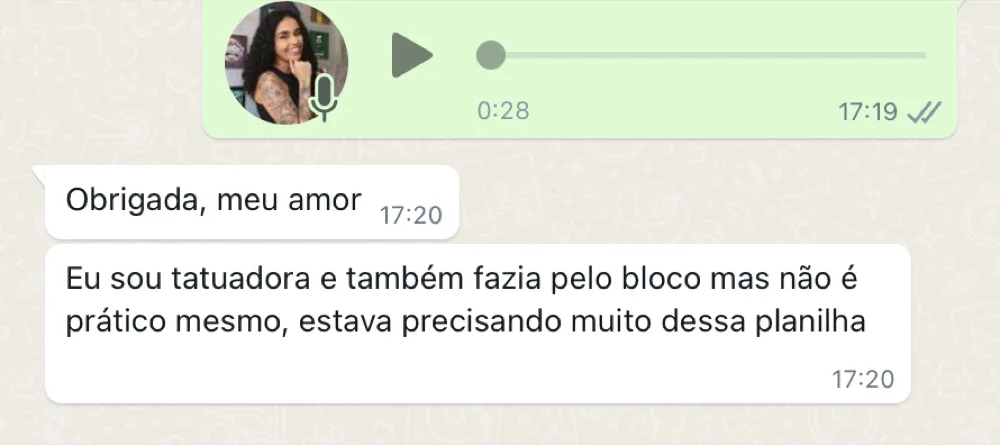 0:28 17:19
Obrigada, meu amor 17:20
Eu sou tatuadora e também fazia pelo bloco mas não é
prático mesmo, estava precisando muito dessa planilha
17:20